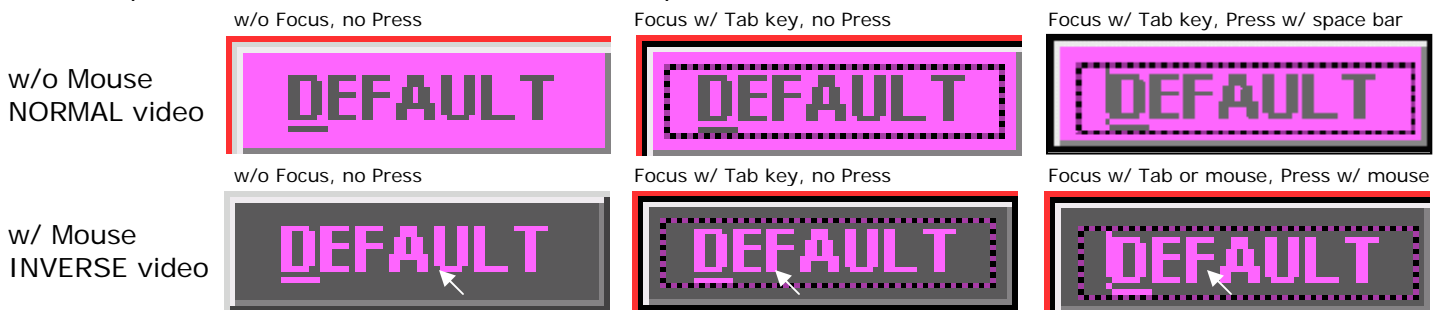 w/o Focus, no Press
Focus w/ Tab key, no Press
Focus w/ Tab key, Press w/ space bar
w/o Mouse
NORMAL video
DEFAULT
DEFAULT
DEFAULT
w/o Focus, no Press
Focus w/ Tab key, no Press
Focus w/ Tab or mouse, Press w/ mouse
w/ Mouse
INVERSE video
DEFAULT
DEFAULT
DEFAULT